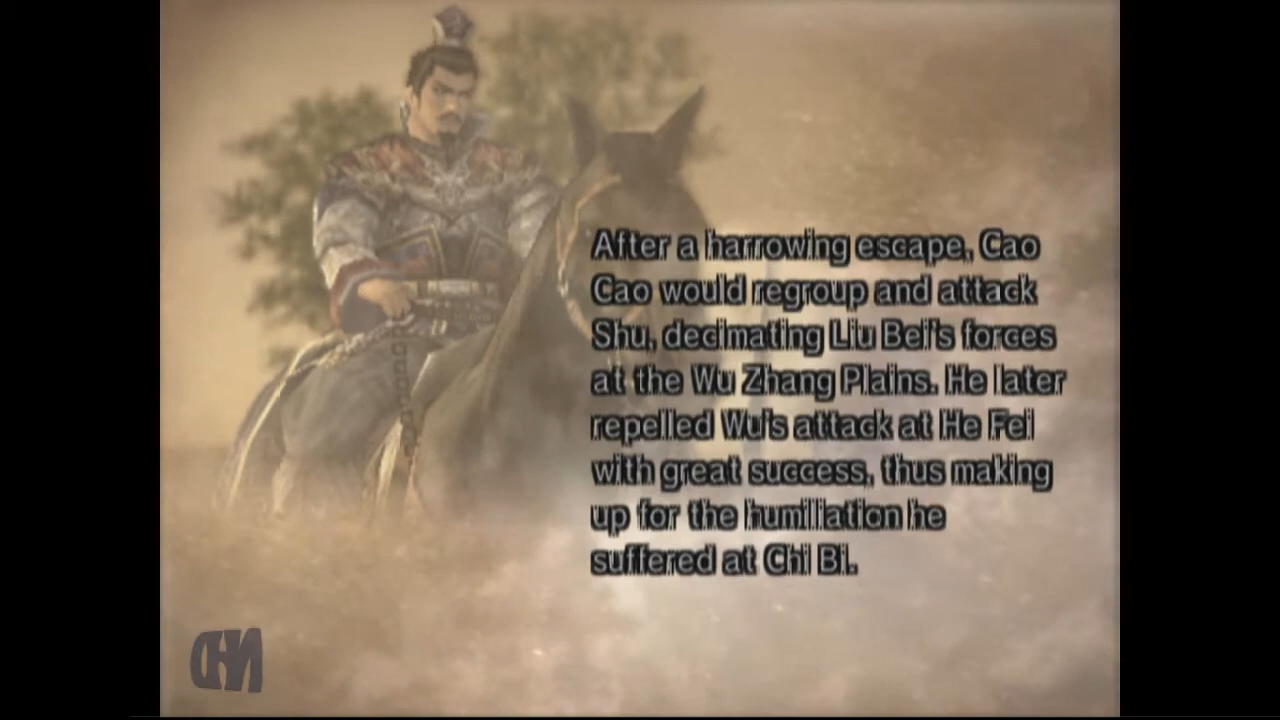 After a harrowing escape, Cao
Cao would regroup and attack
Shu, decimating Liu Bei's forces
at the Wu Zhang Plains. He later
repelled Wu's attack at He Fei
with great success, thus making
up for the humiliation he
suffered at Chi Bi.